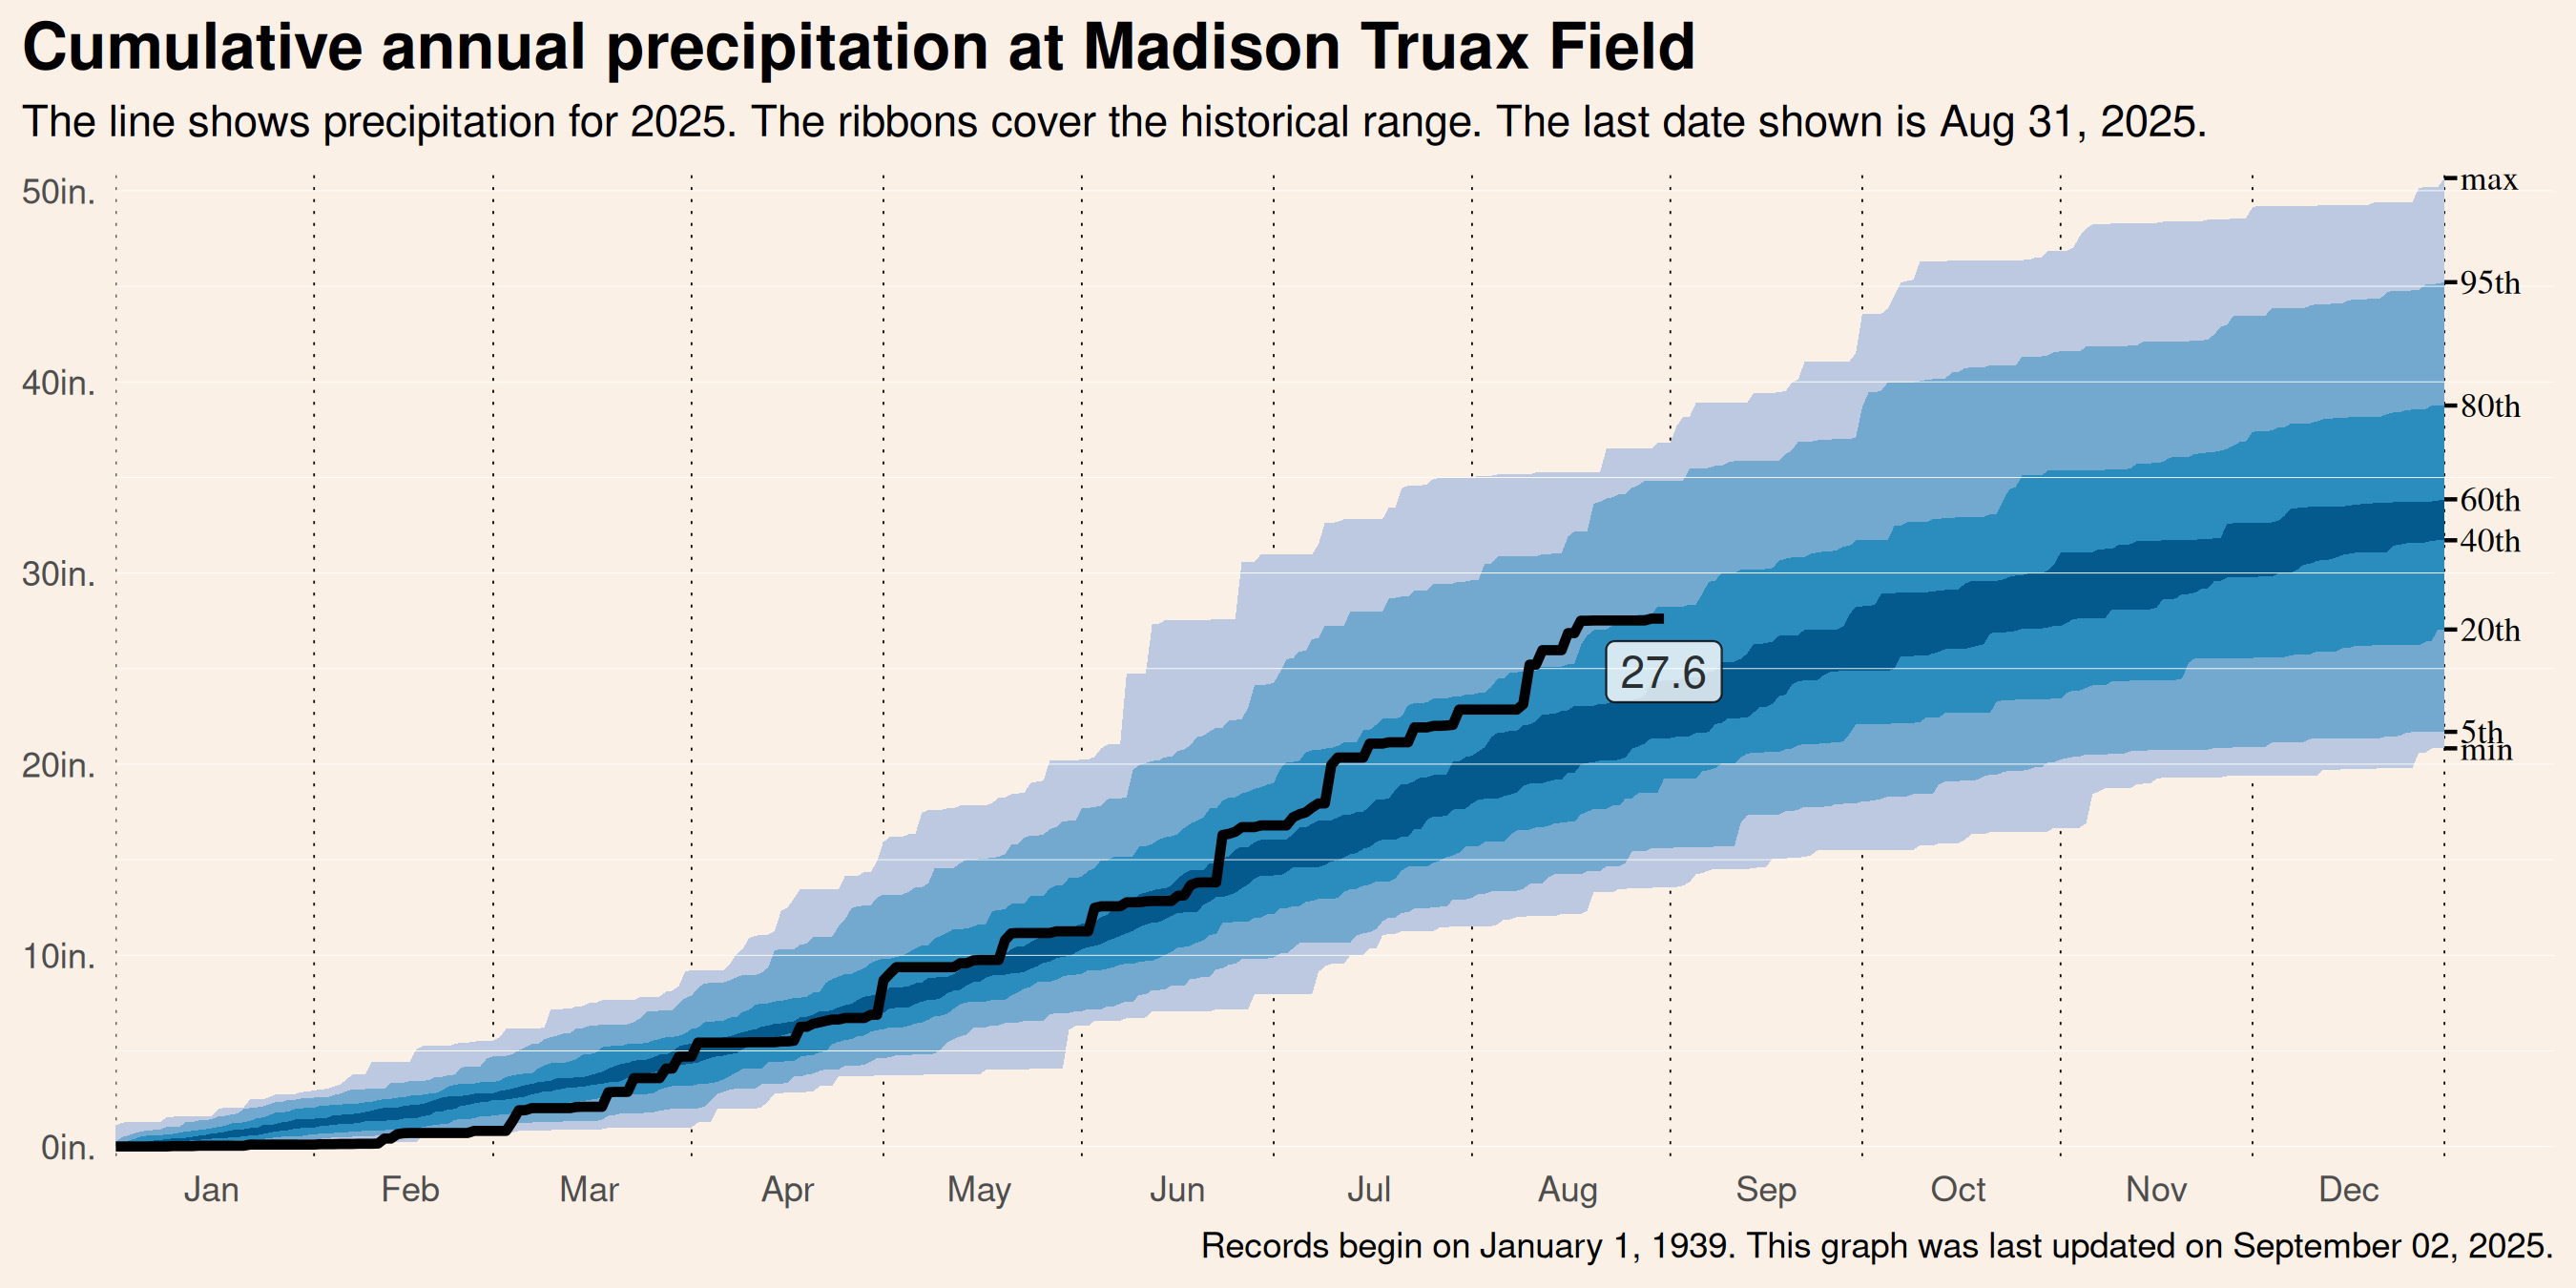 Cumulative annual precipitation at Madison Truax Field
The line shows precipitation for 2025. The ribbons cover the historical range. The last date shown is Aug 31, 2025.
50in.
40in.
30in.
20in.
10in.
0in.
max
95th
80th
60th
40th
20th
5th
min
27.6
Jan Feb Mar Apr May Jun Jul Aug Sep Oct Nov Dec
Records begin on January 1, 1939. This graph was last updated on September 02, 2025.